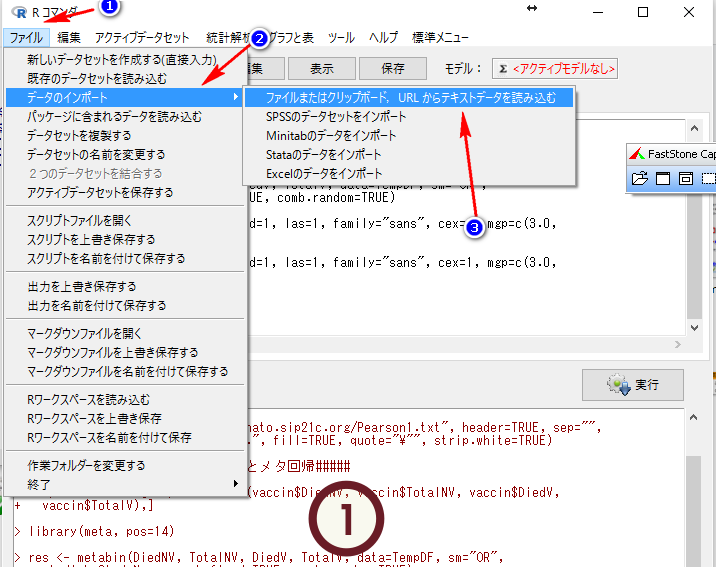 R コマンダ
1
ファイル 編集 アクティブデータセット 統計解析 グラフと表 ツール ヘルプ 標準メニュー
2
新しいデータセットを作成する(直接入力)
既存のデータセットを読み込む
データのインポート
パッケージに含まれるデータを読み込む
データセットを複製する
データセットの名前を変更する
２つのデータセットを結合する
アクティブデータセットを保存する
スクリプトファイルを開く
スクリプトを上書き保存する
スクリプトを名前を付けて保存する
出力を上書き保存する
出力を名前を付けて保存する
マークダウンファイルを開く
マークダウンファイルを上書き保存する
マークダウンファイルを名前を付けて保存する
Rワークスペースを読み込む
Rワークスペースを上書き保存
Rワークスペースを名前を付けて保存
作業フォルダーを変更する
終了
集 表示 保存 モデル： Σ <アクティブモデルなし>
ファイルまたはクリップボード，URL からテキストデータを読み込む
SPSSのデータセットをインポート
Minitabのデータをインポート
Stataのデータをインポート
Excelのデータをインポート
3
FastStone Cap
UE, comb.random=TRUE)
d=1, las=1, family="sans", cex=1, mgp=c(3.0,
d=1, las=1, family="sans", cex=1, mgp=c(3.0,
実行
nato.sip21c.org/Pearson1.txt", header=TRUE, sep="",
.", fill=TRUE, quote="¥"", strip.white=TRUE)
とメタ回帰#####
(vaccin$DiedNV, vaccin$TotalNV, vaccin$DiedV,
+ vaccin$TotalV),]
> library(meta, pos=14)
> res <- metabin(DiedNV, TotalNV, DiedV, TotalV, data=TempDF, sm="OR",
1